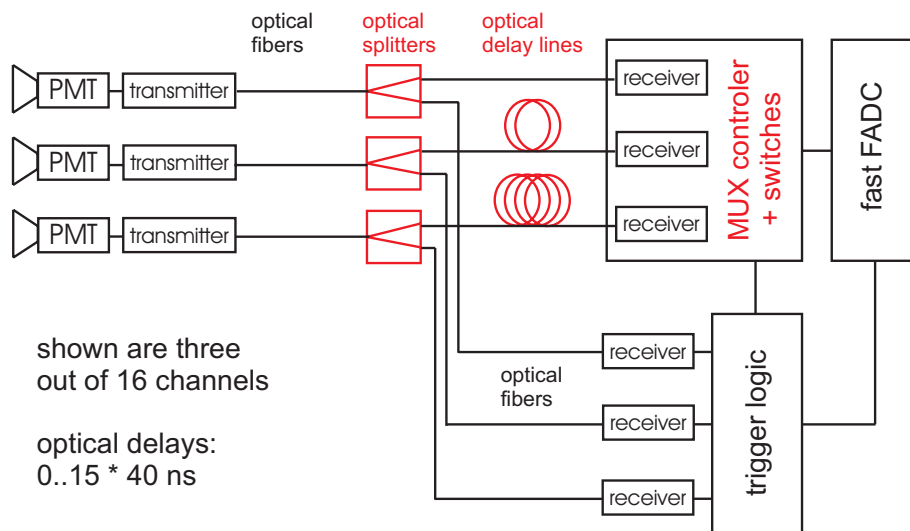 optical
fibers
optical
splitters
optical
delay lines
PMT
transmitter
receiver
PMT
transmitter
receiver
PMT
transmitter
receiver
MUX controler
+ switches
fast FADC
shown are three
out of 16 channels
optical delays:
0..15 * 40 ns
optical
fibers
receiver
receiver
receiver
trigger logic